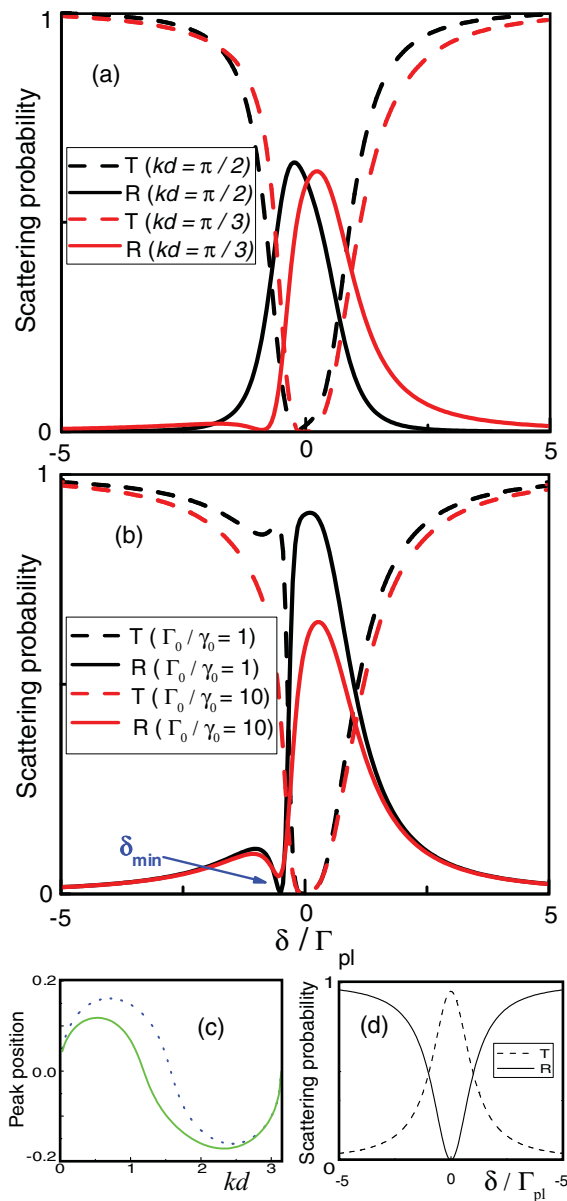 1
(a)
T (kd = π / 2)
R (kd = π / 2)
T (kd = π / 3)
R (kd = π / 3)
Scattering probability
0
-5
0
5
1
(b)
T ( Γ0 / γ0 = 1)
R ( Γ0 / γ0 = 1)
T ( Γ0 / γ0 = 10)
R ( Γ0 / γ0 = 10)
Scattering probability
δmin
0
-5
0
5
δ / Γpl
0.2
(c)
Peak position
0.0
-0.2
0
1
2
3
kd
1
(d)
T
R
Scattering probability
0
-5
0
5
δ / Γpl